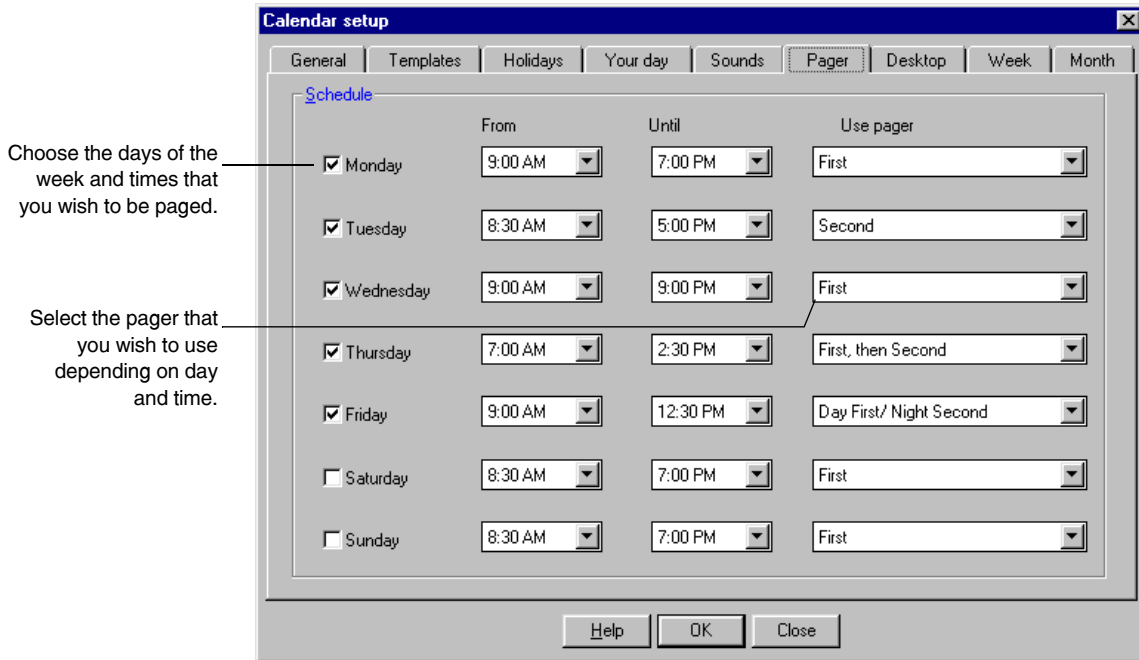 Calendar setup
General Templates Holidays Your day Sounds Pager Desktop Week Month
Schedule
From Until Use pager
Choose the days of the
week and times that
you wish to be paged.
Monday 9:00 AM 7:00 PM First
Tuesday 8:30 AM 5:00 PM Second
Wednesday 9:00 AM 9:00 PM First
Select the pager that
you wish to use
depending on day
and time.
Thursday 7:00 AM 2:30 PM First, then Second
Friday 9:00 AM 12:30 PM Day First/ Night Second
Saturday 8:30 AM 7:00 PM First
Sunday 8:30 AM 7:00 PM First
Help OK Close